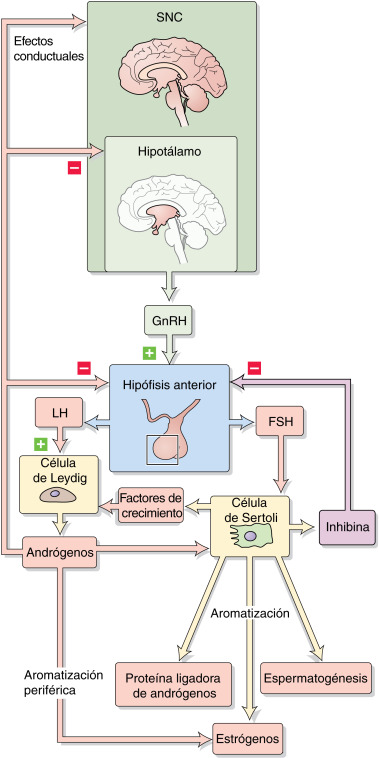 SNC
Efectos
conductuales
Hipotálamo
−
GnRH
+
−
−
Hipófisis anterior
LH
FSH
+
Célula
de Leydig
Factores de
crecimiento
Célula
de Sertoli
Inhibina
Andrógenos
Aromatización
Aromatización
periférica
Proteína ligadora
de andrógenos
Espermatogénesis
Estrógenos